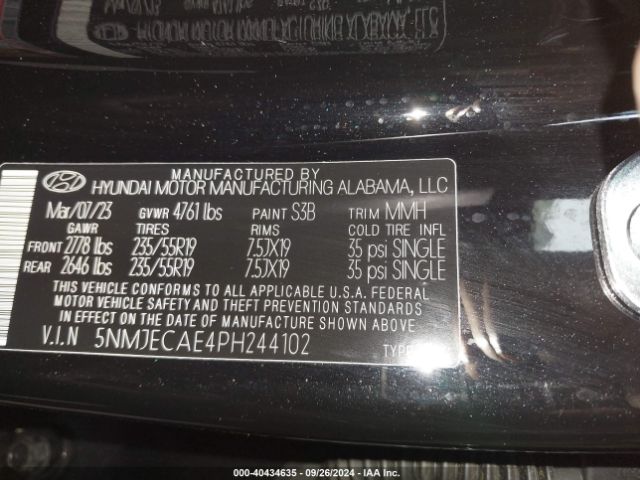 MANUFACTURED BY
HYUNDAI MOTOR MANUFACTURING ALABAMA, LLC
Mar/07/23 GVWR 4761 lbs PAINT S3B TRIM MMH
GAWR TIRES RIMS COLD TIRE INFL
FRONT 2778 lbs 235/55R19 7.5JX19 35 psi SINGLE
REAR 2646 lbs 235/55R19 7.5JX19 35 psi SINGLE
THIS VEHICLE CONFORMS TO ALL APPLICABLE U.S.A. FEDERAL
MOTOR VEHICLE SAFETY AND THEFT PREVENTION STANDARDS
IN EFFECT ON THE DATE OF MANUFACTURE SHOWN ABOVE.
V.I.N 5NMJECAE4PH244102 TYPE
000-40434635 - 09/26/2024 - IAA Inc.